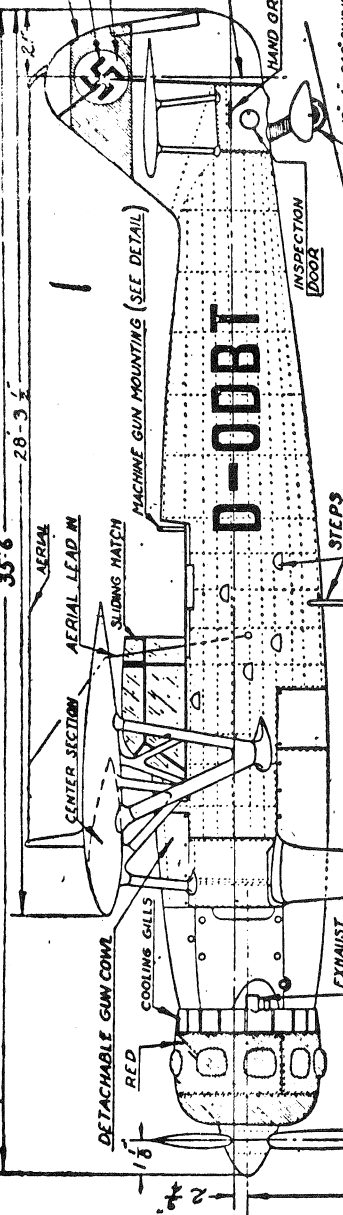 35'6
28'-3 ½"
2"
AERIAL
AERIAL LEAD IN
CENTER SECTION
SLIDING HATCH
MACHINE GUN MOUNTING (SEE DETAIL)
HAND GR
INSPECTION
DOOR
D-ODBT
STEPS
DETACHABLE GUN COWL
COOLING GILLS
RED
EXHAUST